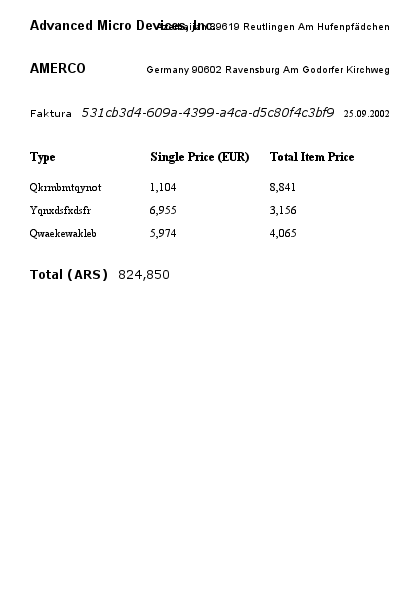 Advanced Micro Devices, Inc. 89619 Reutlingen Am Hufenpfädchen
AMERCO Germany 90602 Ravensburg Am Godorfer Kirchweg
Faktura 531cb3d4-609a-4399-a4ca-d5c80f4c3bf9 25.09.2002
Type Single Price (EUR) Total Item Price
Qkrmbmtqynot 1,104 8,841
Yqnxdsfxdsfr 6,955 3,156
Qwaekewakleb 5,974 4,065
Total (ARS) 824,850